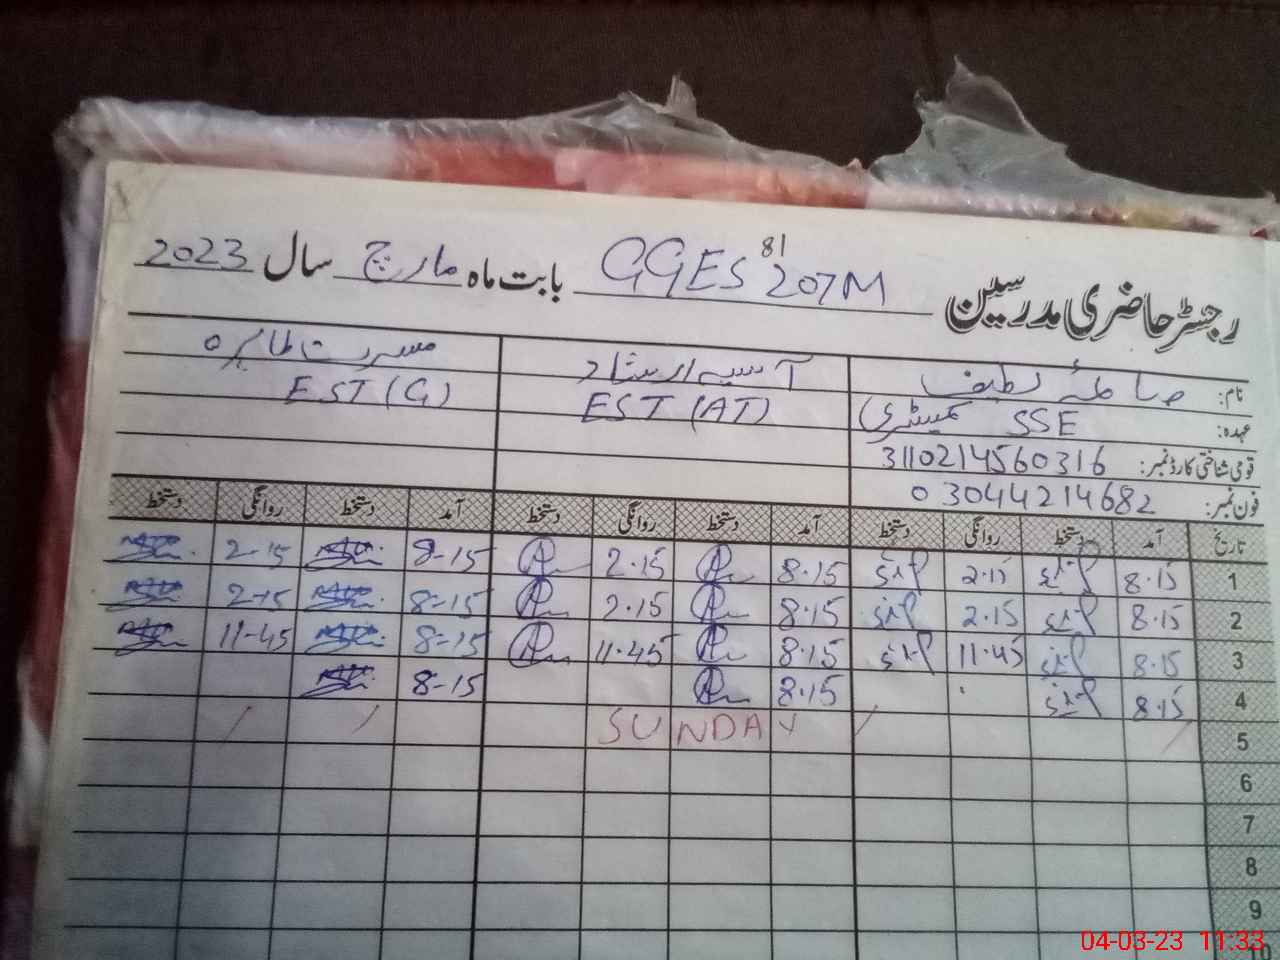 رجسٹر حاضری مدرسین GGES 81/207M بابت ماہ مارچ سال 2023
نام: صائمہ لطیف آسیہ ارشاد مسرت طاہرہ
عہدہ: SSE کیمسٹری EST (AT) EST (G)
قومی شناختی کارڈ نمبر: 3110214560316
فون نمبر: 03044214682
تاریخ آمد دستخط روانگی دستخط آمد دستخط روانگی دستخط آمد دستخط روانگی دستخط
1 8.15 2.15 8.15 2.15 8-15 2-15
2 8.15 2.15 8.15 2.15 8-15 2-15
3 8.15 11.45 8.15 11.45 8-15 11-45
4 8.15 8.15 8-15
5 SUNDAY
6
7
8
9
10
04-03-23 11:33